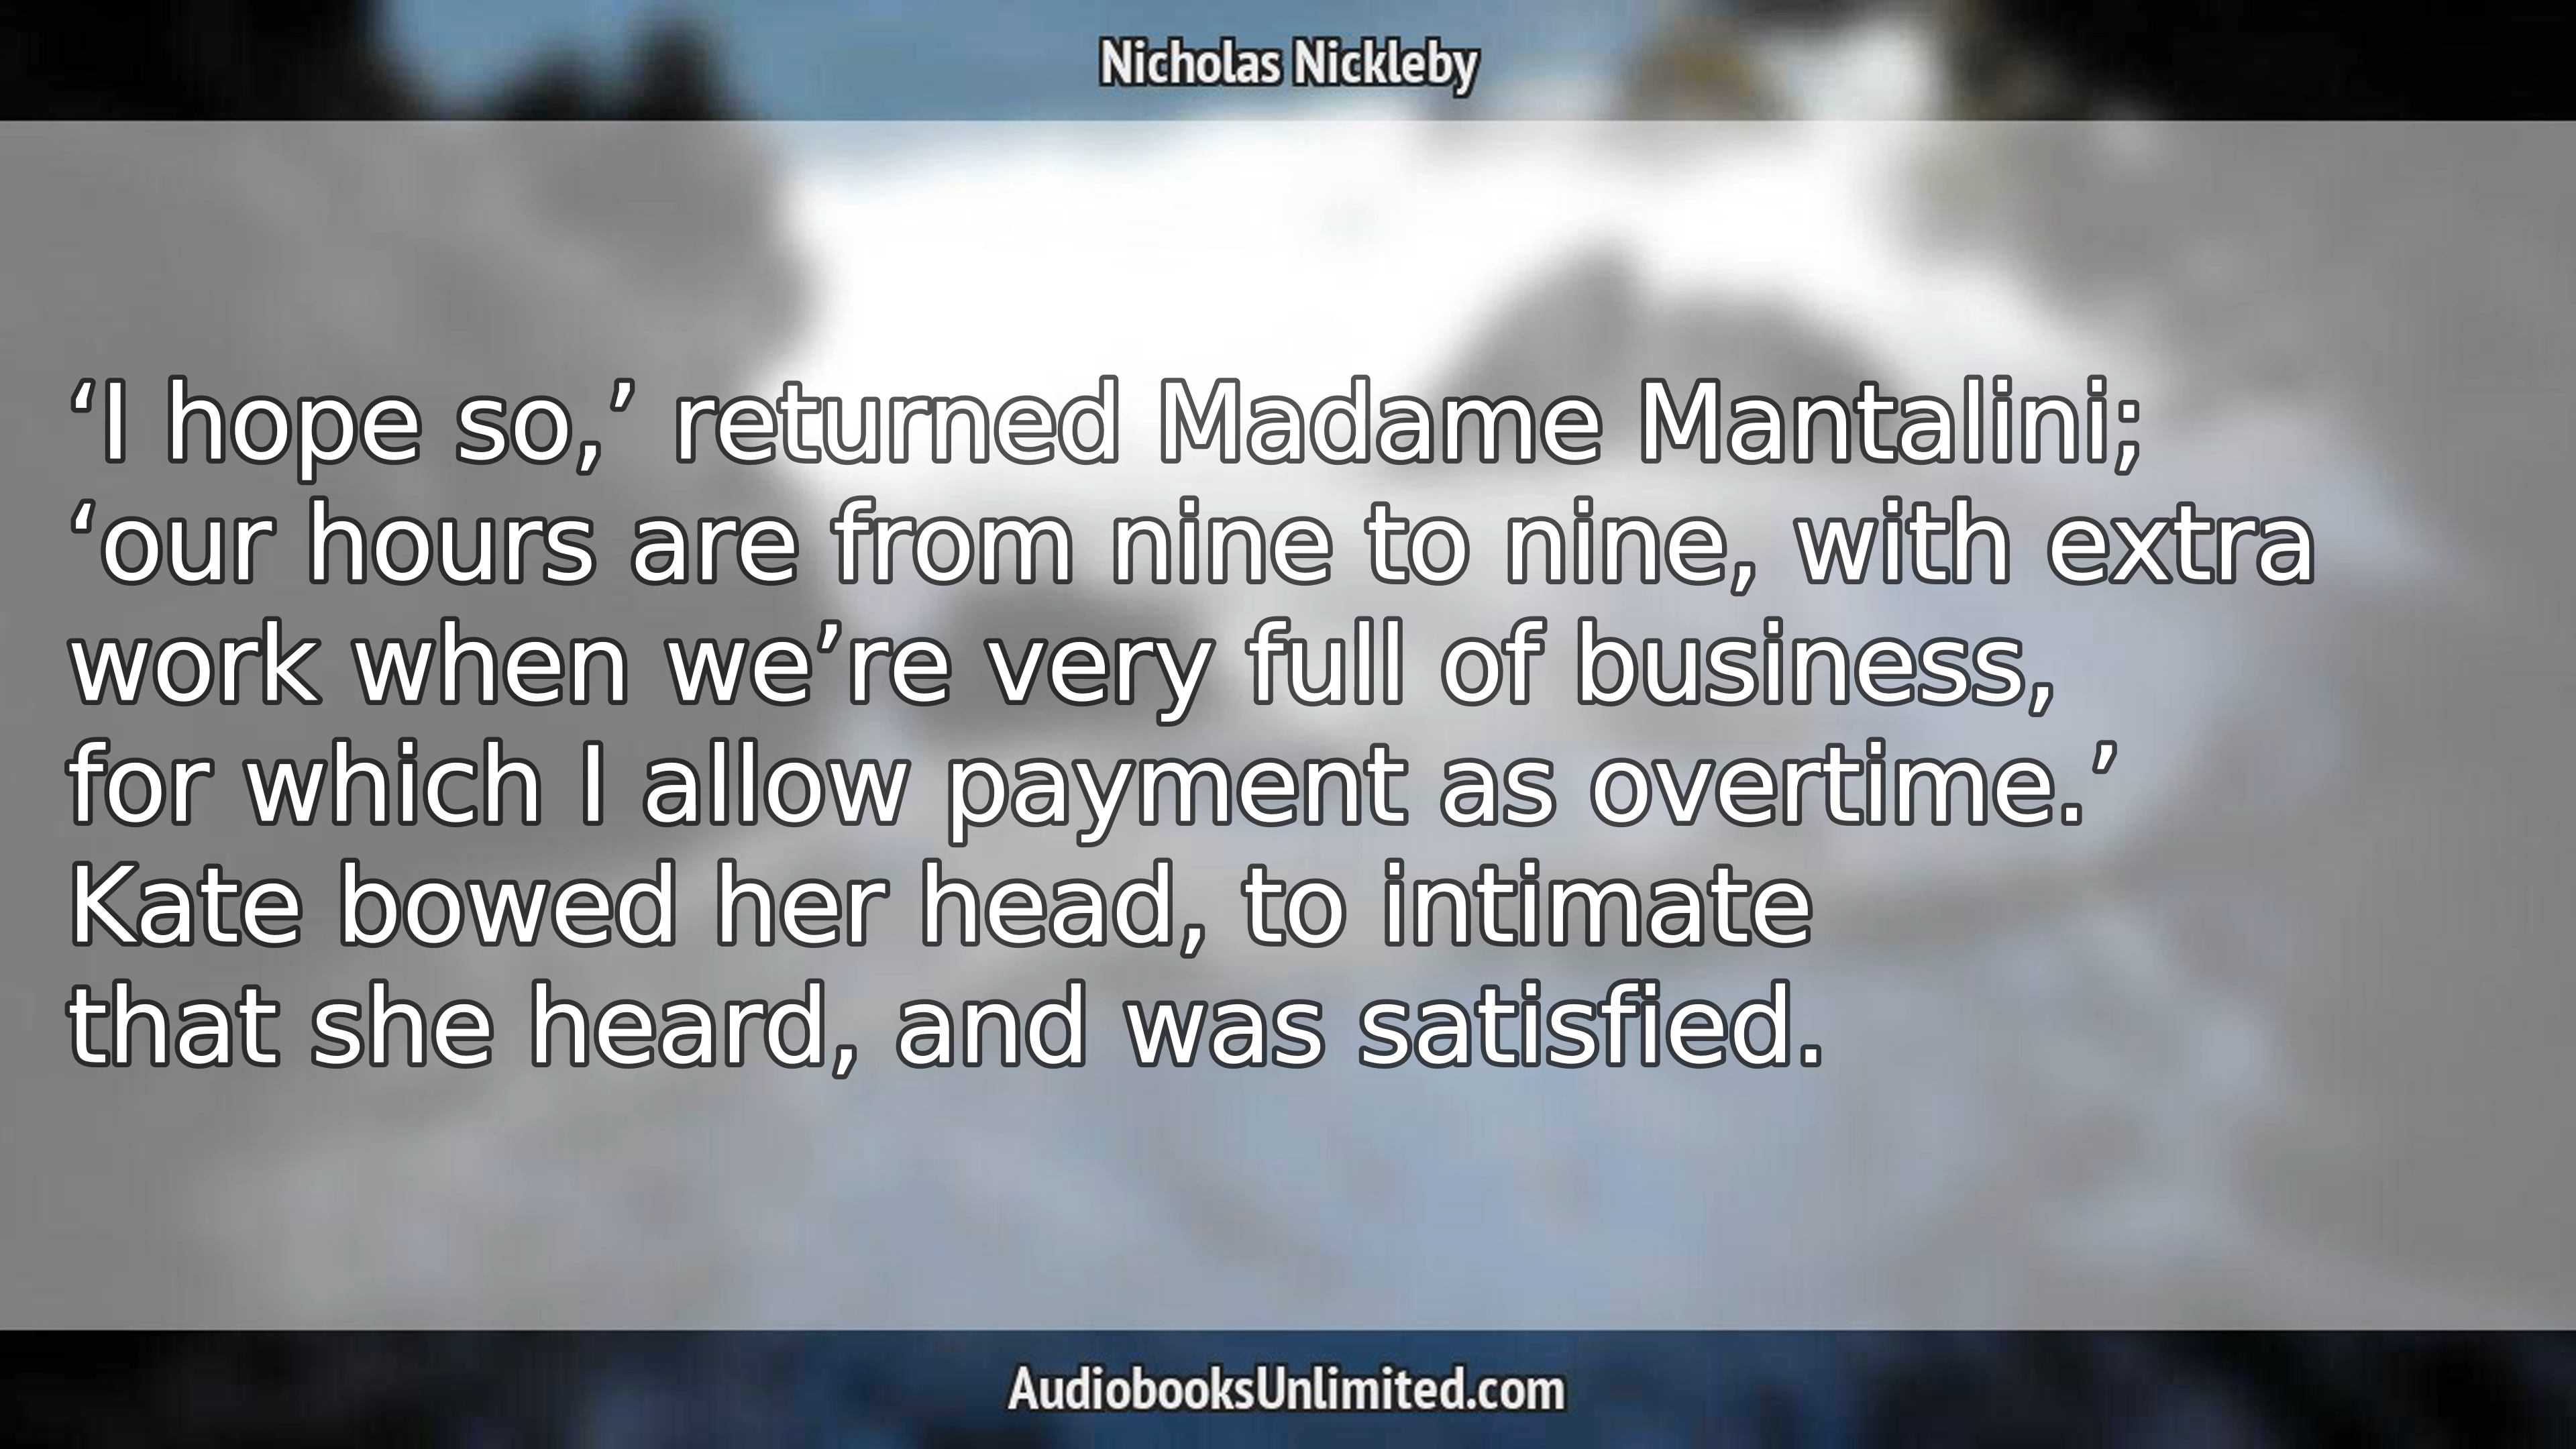 Nicholas Nickleby
‘I hope so,’ returned Madame Mantalini;
‘our hours are from nine to nine, with extra
work when we’re very full of business,
for which I allow payment as overtime.’
Kate bowed her head, to intimate
that she heard, and was satisfied.
AudiobooksUnlimited.com